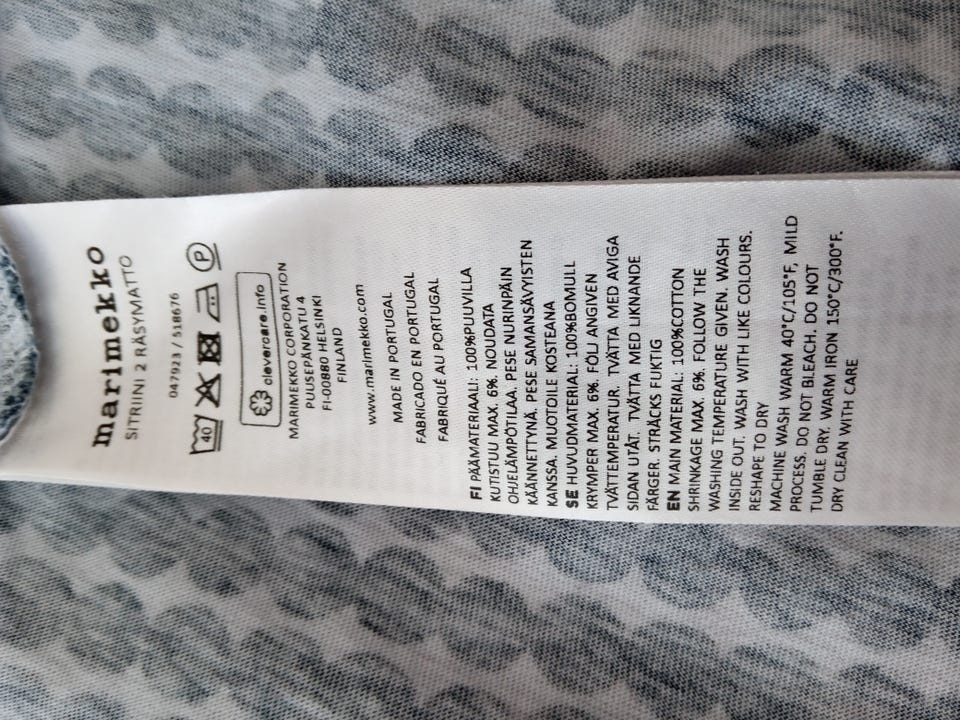 marimekko
SITRIINI 2 RÄSYMATTO
047923 / 518676
40
P
clevercare.info
MARIMEKKO CORPORATION
PUUSEPÄNKATU 4
FI-00880 HELSINKI
FINLAND
www.marimekko.com
MADE IN PORTUGAL
FABRICADO EN PORTUGAL
FABRIQUÉ AU PORTUGAL
FI PÄÄMATERIAALI: 100%PUUVILLA
KUTISTUU MAX. 6%. NOUDATA
OHJELÄMPÖTILAA. PESE NURINPÄIN
KÄÄNNETTYNÄ. PESE SAMANSÄVYISTEN
KANSSA. MUOTOILE KOSTEANA
SE HUVUDMATERIAL: 100%BOMULL
KRYMPER MAX. 6%. FÖLJ ANGIVEN
TVÄTTEMPERATUR. TVÄTTA MED AVIGA
SIDAN UTÅT. TVÄTTA MED LIKNANDE
FÄRGER. STRÄCKS FUKTIG
EN MAIN MATERIAL: 100%COTTON
SHRINKAGE MAX. 6%. FOLLOW THE
WASHING TEMPERATURE GIVEN. WASH
INSIDE OUT. WASH WITH LIKE COLOURS.
RESHAPE TO DRY
MACHINE WASH WARM 40°C/105°F, MILD
PROCESS. DO NOT BLEACH. DO NOT
TUMBLE DRY. WARM IRON 150°C/300°F.
DRY CLEAN WITH CARE